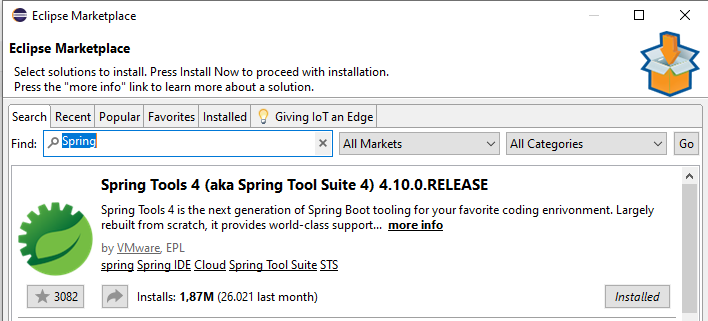 Eclipse Marketplace
Eclipse Marketplace
Select solutions to install. Press Install Now to proceed with installation.
Press the "more info" link to learn more about a solution.
Search Recent Popular Favorites Installed Giving IoT an Edge
Find: Spring All Markets All Categories Go
Spring Tools 4 (aka Spring Tool Suite 4) 4.10.0.RELEASE
Spring Tools 4 is the next generation of Spring Boot tooling for your favorite coding enrivonment. Largely
rebuilt from scratch, it provides world-class support... more info
by VMware, EPL
spring Spring IDE Cloud Spring Tool Suite STS
3082 Installs: 1,87M (26.021 last month) Installed